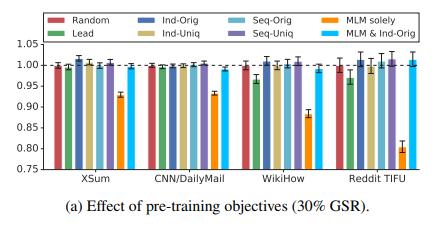 Random Ind-Orig Seq-Orig MLM solely
Lead Ind-Uniq Seq-Uniq MLM & Ind-Orig
1.05
1.00
0.95
0.90
0.85
0.80
0.75
XSum CNN/DailyMail WikiHow Reddit TIFU
(a) Effect of pre-training objectives (30% GSR).